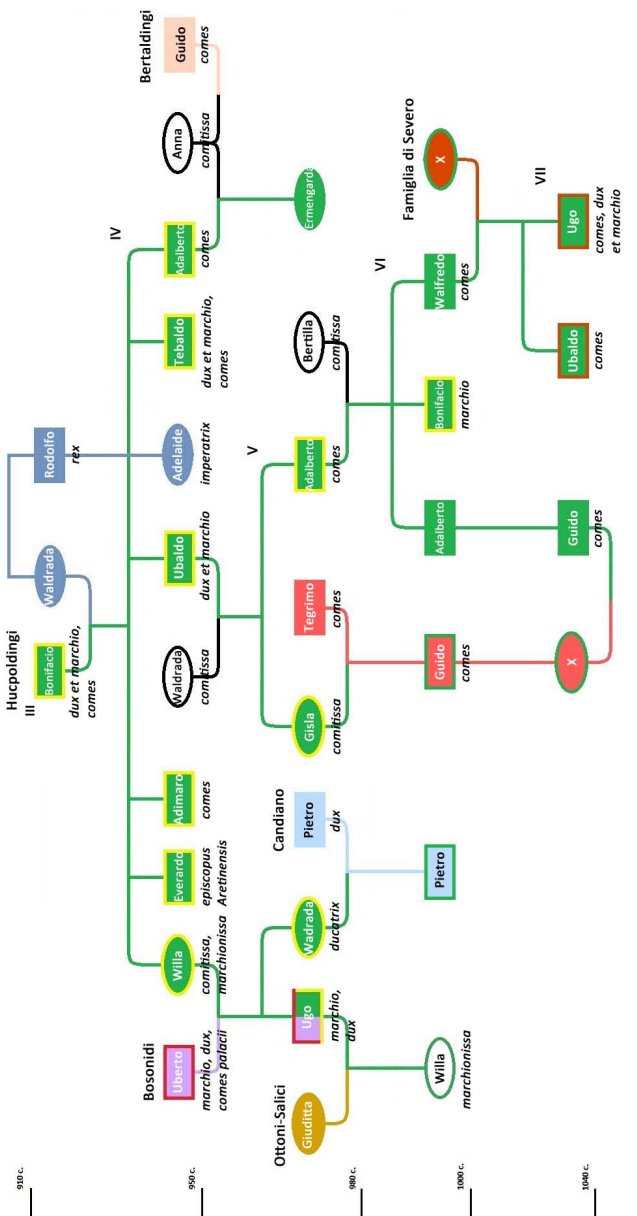 910 c.
950 c.
980 c.
1000 c.
1040 c.
Hucpoldingi
III
Bonifacio
dux et marchio,
comes
Waldrada
Rodolfo
rex
IV
Bosonidi
Uberto
marchio, dux,
comes palacii
Willa
comitissa,
marchionissa
Everardo
episcopus
Aretinensis
Adimaro
comes
Waldrada
comitissa
Ubaldo
dux et marchio
Adelaide
imperatrix
Tebaldo
dux et marchio,
comes
Adalberto
comes
Anna
comitissa
Bertaldingi
Guido
comes
V
Ottoni-Salici
Giuditta
Ugo
marchio,
dux
Wadrada
ducatrix
Candiano
Pietro
dux
Gisla
comitissa
Tegrimo
comes
Adalberto
comes
Bertilla
comitissa
Ermengarda
VI
Willa
marchionissa
Pietro
Guido
comes
Adalberto
Bonifacio
marchio
Walfredo
comes
Famiglia di Severo
X
VII
X
Guido
comes
Ubaldo
comes
Ugo
comes, dux
et marchio